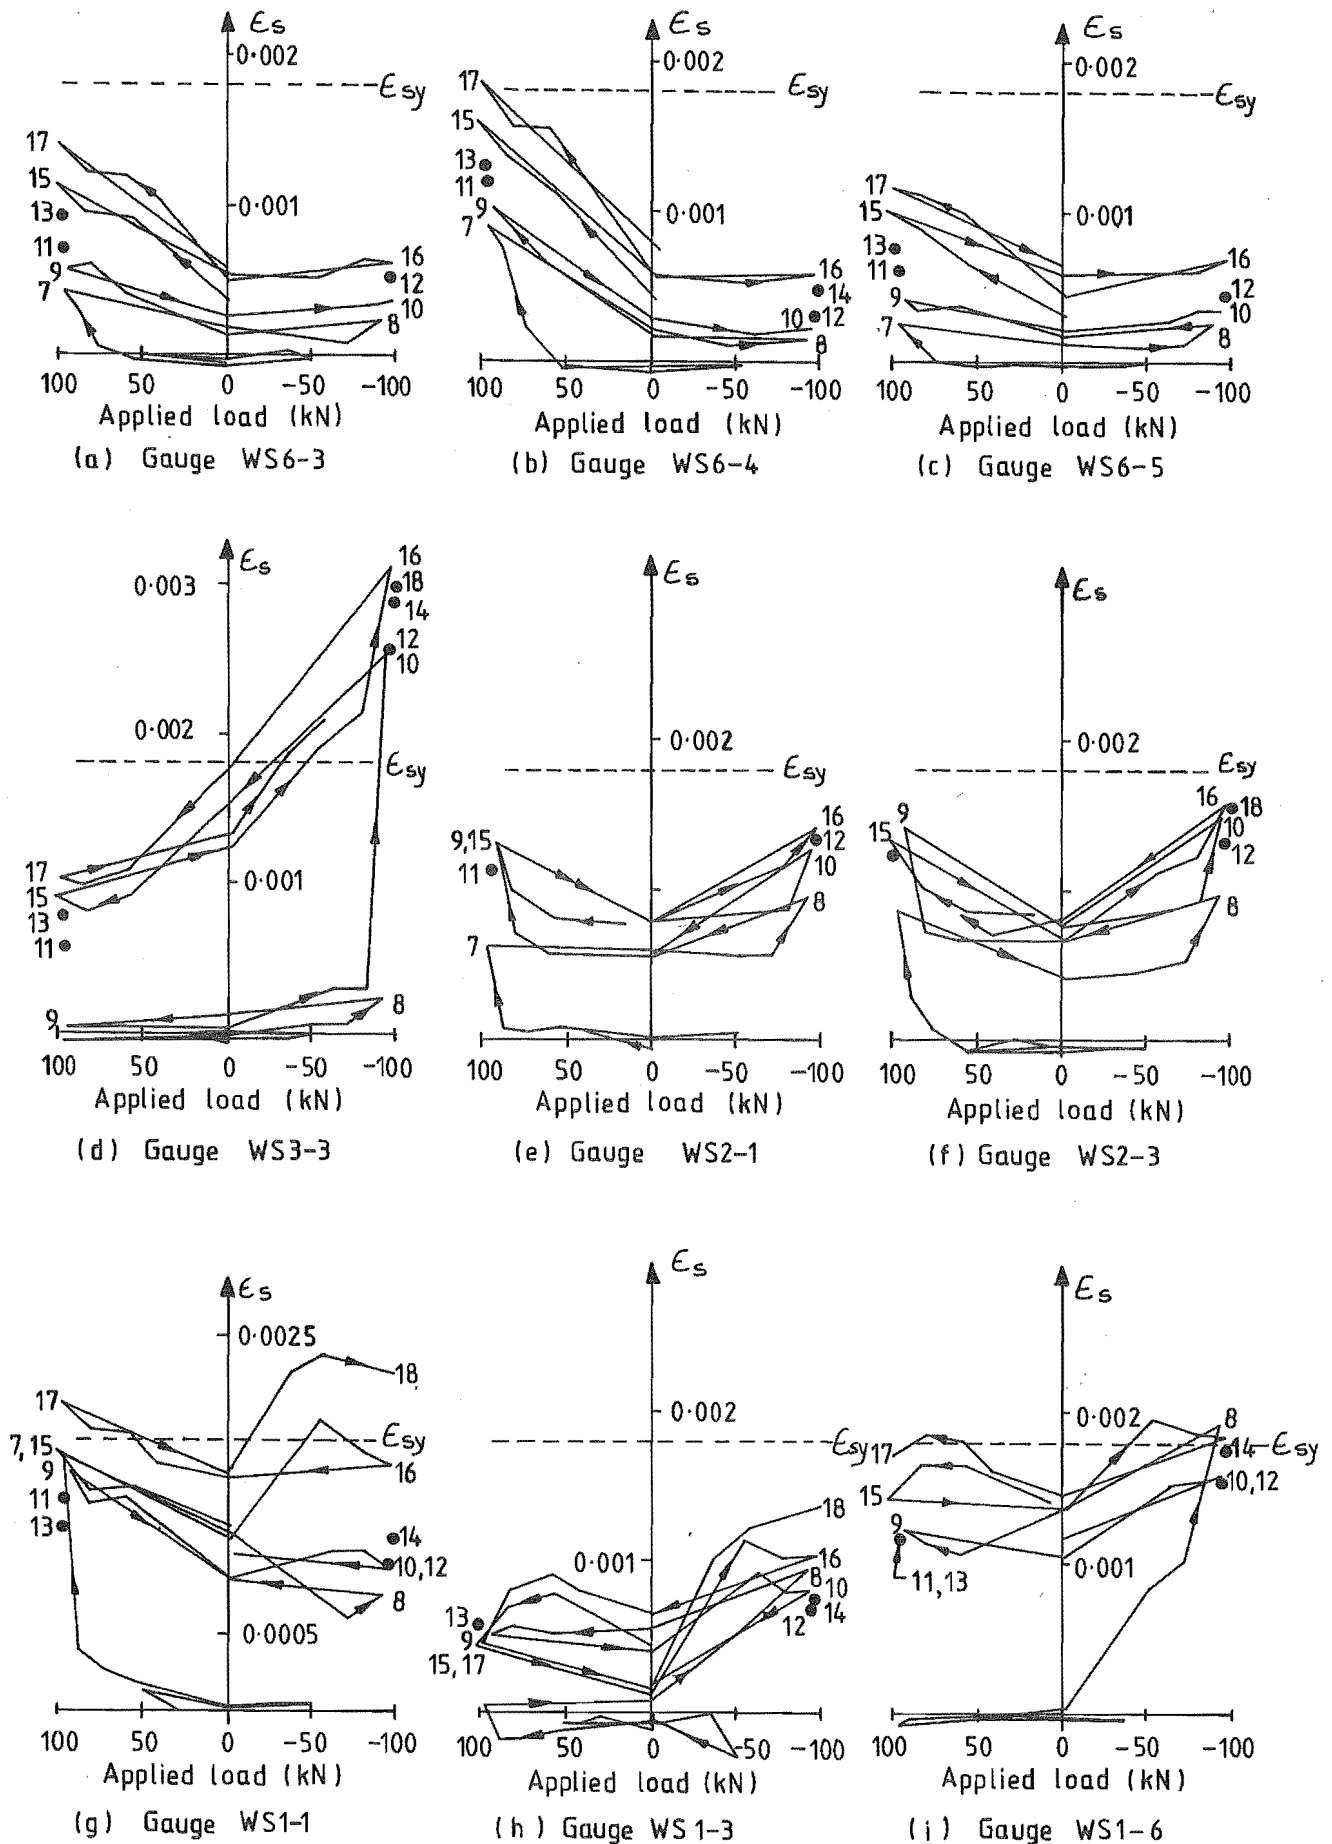 εs εs εs
0·002 0·002 0·002
εsy εsy εsy
17 15 13 11 9 7 0·001 16 12 10 8
17 15 13 11 9 7 0·001 16 14 10 12 8
17 15 13 11 9 7 0·001 16 12 10 8
100 50 0 -50 -100 100 50 0 -50 -100 100 50 0 -50 -100
Applied load (kN) Applied load (kN) Applied load (kN)
(a) Gauge WS6-3 (b) Gauge WS6-4 (c) Gauge WS6-5
εs εs εs
0·003 16 18 14 12 10
0·002 εsy 0·001
17 15 13 11 9 8
0·002 εsy
9,15 11 7 16 12 10 8
0·002 εsy
9 15 16 18 10 12 8
100 50 0 -50 -100 100 50 0 -50 -100 100 50 0 -50 -100
Applied load (kN) Applied load (kN) Applied load (kN)
(d) Gauge WS3-3 (e) Gauge WS2-1 (f) Gauge WS2-3
εs εs εs
0·0025 18
17 εsy 16
7,15 9 11 13 14 10,12 8
0·0005
0·002 εsy
18 0·001 16 8 10 14 12
13 9 15,17
0·002 8 14 εsy
17 15 10,12
9 11,13 0·001
100 50 0 -50 -100 100 50 0 -50 -100 100 50 0 -50 -100
Applied load (kN) Applied load (kN) Applied load (kN)
(g) Gauge WS1-1 (h) Gauge WS1-3 (i) Gauge WS1-6